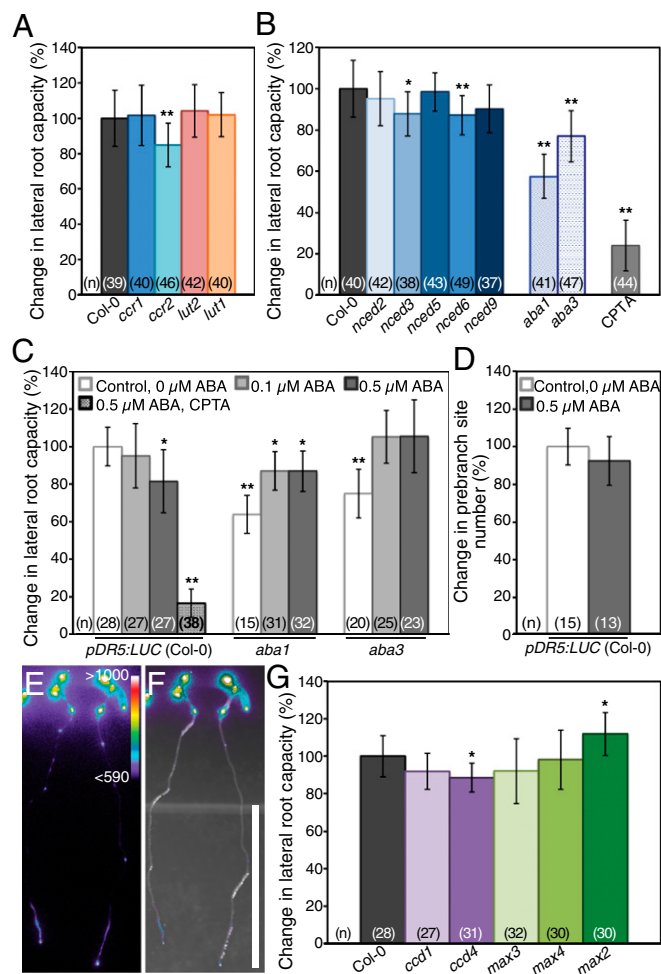 A
Change in lateral root capacity (%)
140
120
100
80
60
40
20
0
**
(n) (39) (40) (46) (42) (40)
Col-0 ccr1 ccr2 lut2 lut1
B
Change in lateral root capacity (%)
120
100
80
60
40
20
0
* ** ** ** **
(n) (40) (42) (38) (43) (49) (37) (41) (47) (44)
Col-0 nced2 nced3 nced5 nced6 nced9 aba1 aba3 CPTA
C
Change in lateral root capacity (%)
140
120
100
80
60
40
20
0
Control, 0 µM ABA 0.1 µM ABA 0.5 µM ABA
0.5 µM ABA, CPTA
* ** ** * * **
(n) (28) (27) (27) (38) (15) (31) (32) (20) (25) (23)
pDR5:LUC (Col-0) aba1 aba3
D
Change in prebranch site
number (%)
140
120
100
80
60
40
20
0
Control,0 µM ABA
0.5 µM ABA
(n) (15) (13)
pDR5:LUC (Col-0)
E
>1000
<590
F
G
Change in lateral root capacity (%)
140
120
100
80
60
40
20
0
* *
(n) (28) (27) (31) (32) (30) (30)
Col-0 ccd1 ccd4 max3 max4 max2